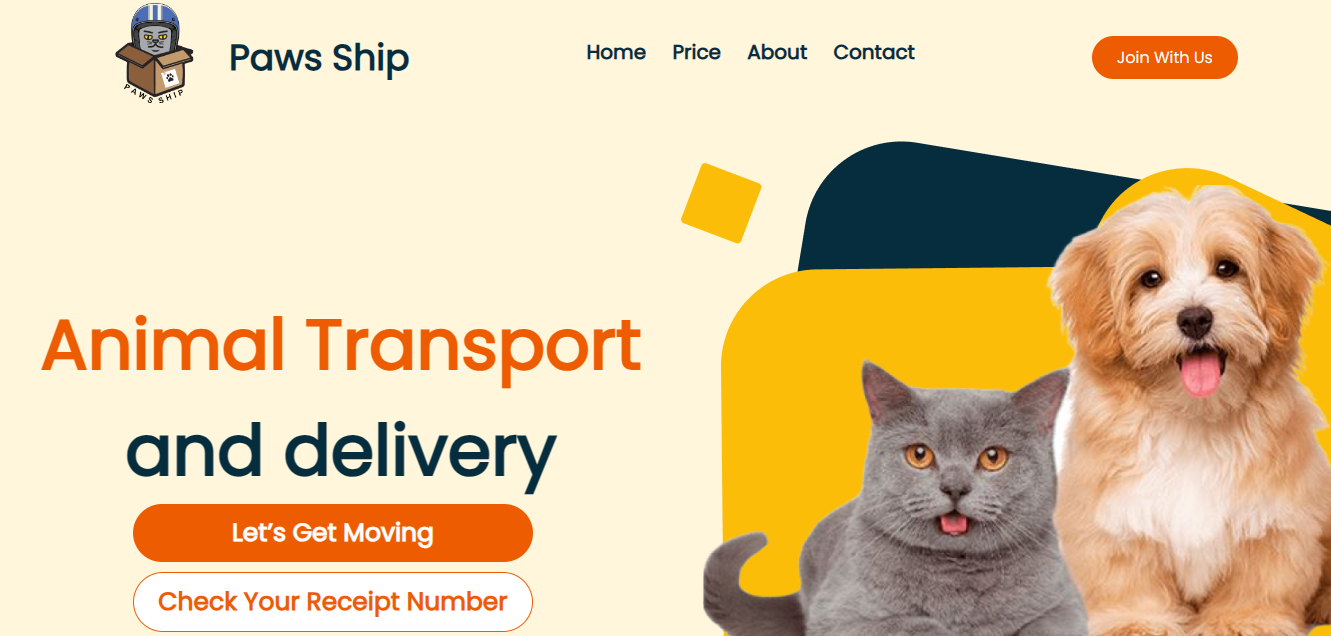 PAWS SHIP
Paws Ship
Home
Price
About
Contact
Join With Us
Animal Transport
and delivery
Let's Get Moving
Check Your Receipt Number